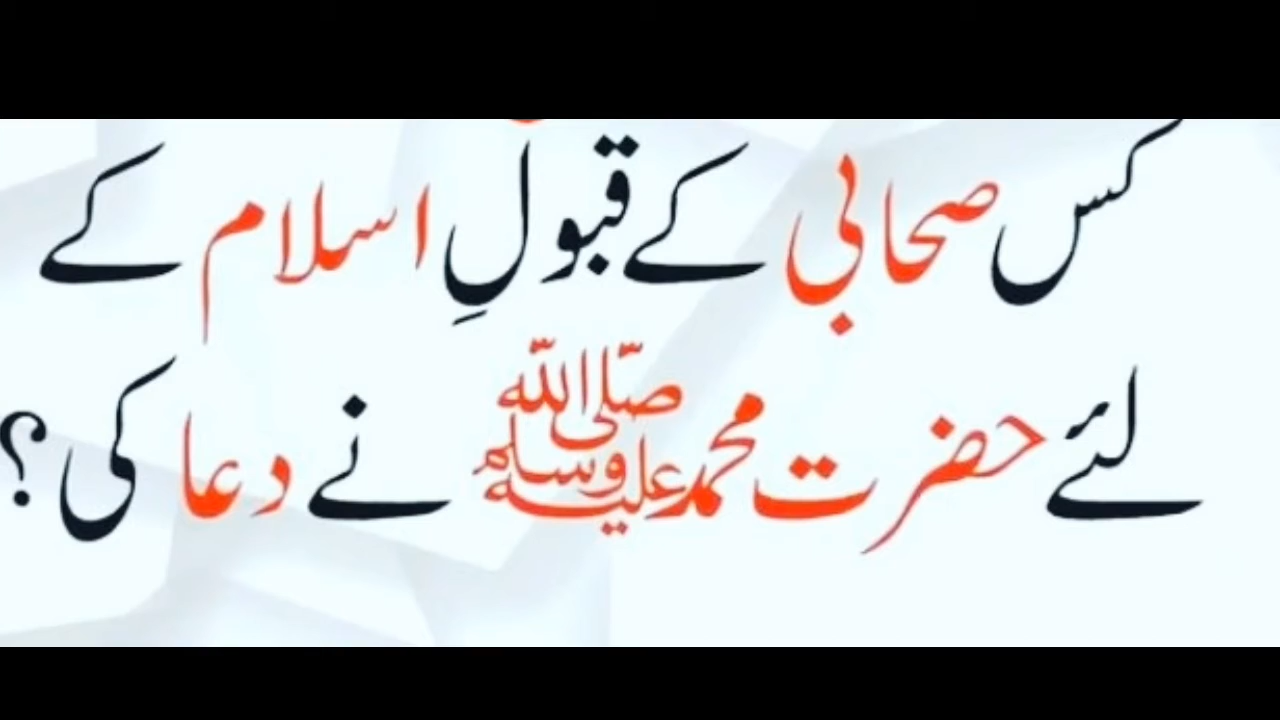 کس صحابی کے قبولِ اسلام کے
لئے حضرت محمد صلی اللہ علیہ وسلم نے دعا کی؟